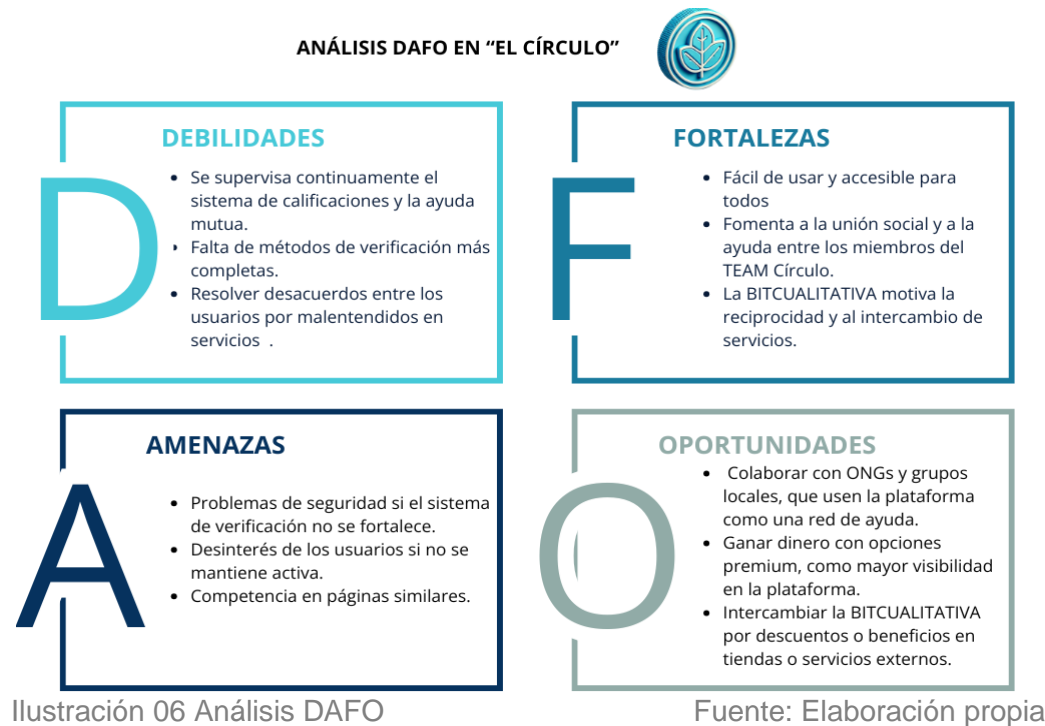 ANÁLISIS DAFO EN “EL CÍRCULO”
D
DEBILIDADES
• Se supervisa continuamente el
sistema de calificaciones y la ayuda
mutua.
• Falta de métodos de verificación más
completas.
• Resolver desacuerdos entre los
usuarios por malentendidos en
servicios .
F
FORTALEZAS
• Fácil de usar y accesible para
todos
• Fomenta a la unión social y a la
ayuda entre los miembros del
TEAM Círculo.
• La BITCUALITATIVA motiva la
reciprocidad y al intercambio de
servicios.
A
AMENAZAS
• Problemas de seguridad si el sistema
de verificación no se fortalece.
• Desinterés de los usuarios si no se
mantiene activa.
• Competencia en páginas similares.
O
OPORTUNIDADES
• Colaborar con ONGs y grupos
locales, que usen la plataforma
como una red de ayuda.
• Ganar dinero con opciones
premium, como mayor visibilidad
en la plataforma.
• Intercambiar la BITCUALITATIVA
por descuentos o beneficios en
tiendas o servicios externos.
Ilustración 06 Análisis DAFO
Fuente: Elaboración propia